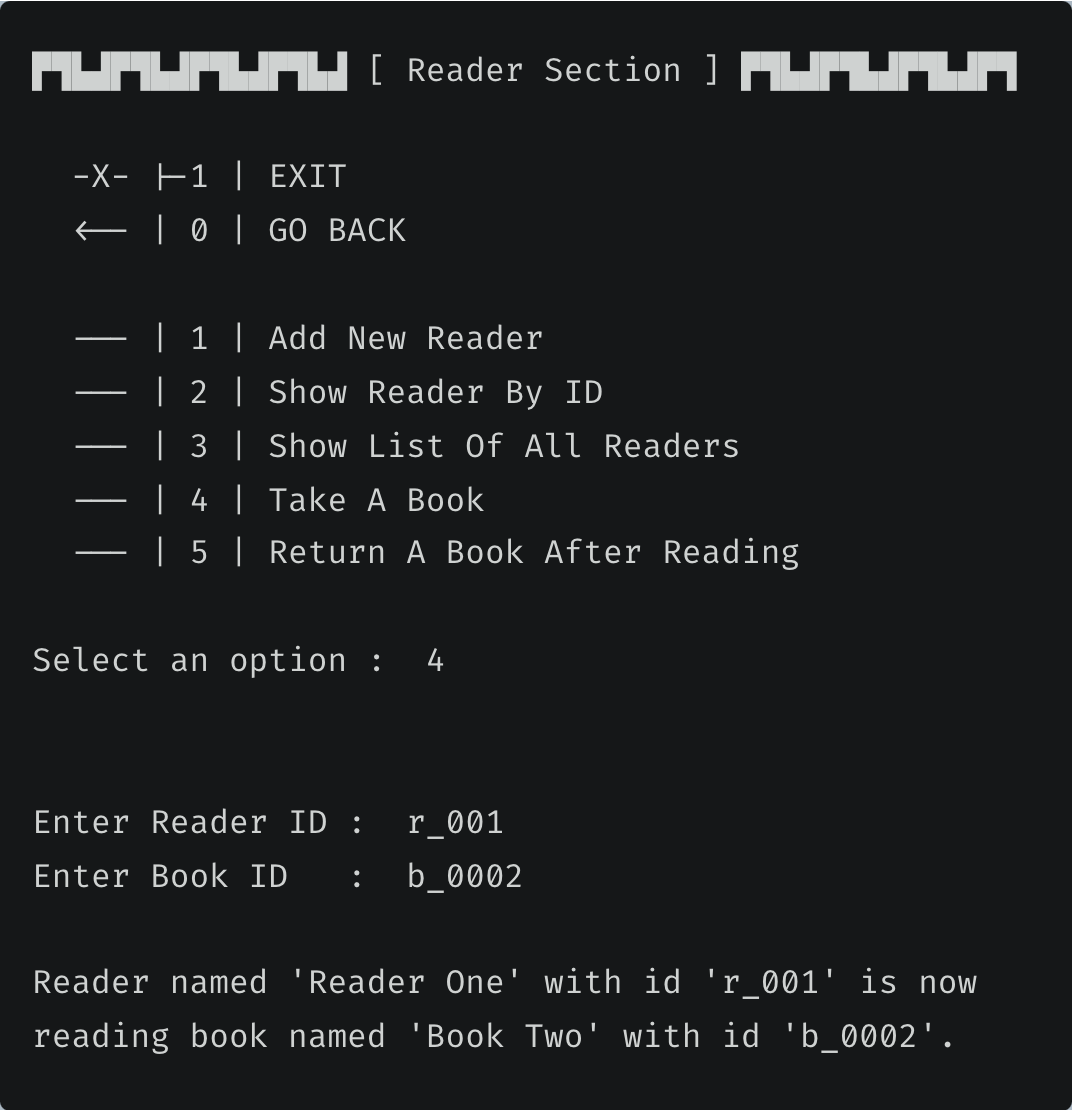 [ Reader Section ]
-X- |-1 | EXIT
<-- | 0 | GO BACK
--- | 1 | Add New Reader
--- | 2 | Show Reader By ID
--- | 3 | Show List Of All Readers
--- | 4 | Take A Book
--- | 5 | Return A Book After Reading
Select an option :  4
Enter Reader ID :  r_001
Enter Book ID   :  b_0002
Reader named 'Reader One' with id 'r_001' is now
reading book named 'Book Two' with id 'b_0002'.